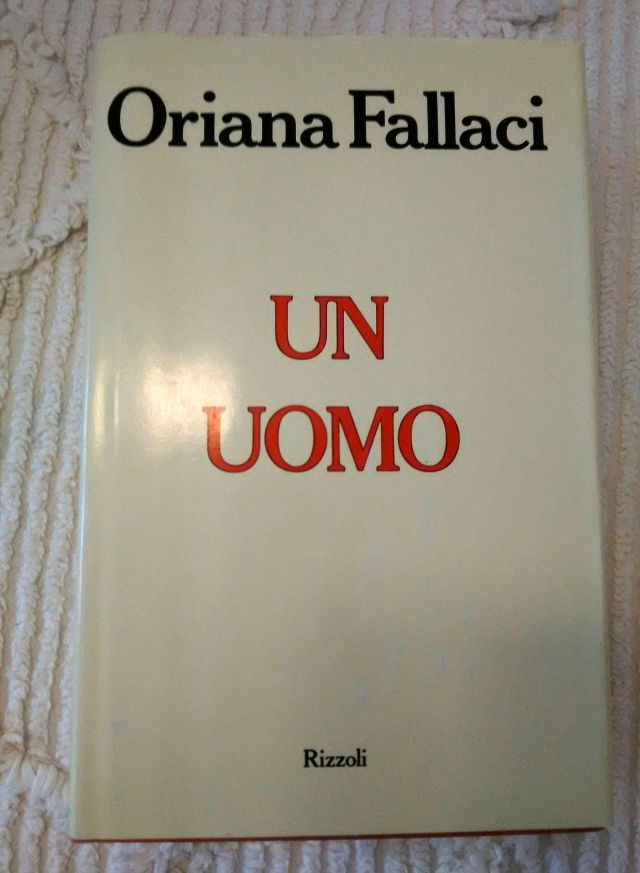 Oriana Fallaci
UN
UOMO
Rizzoli